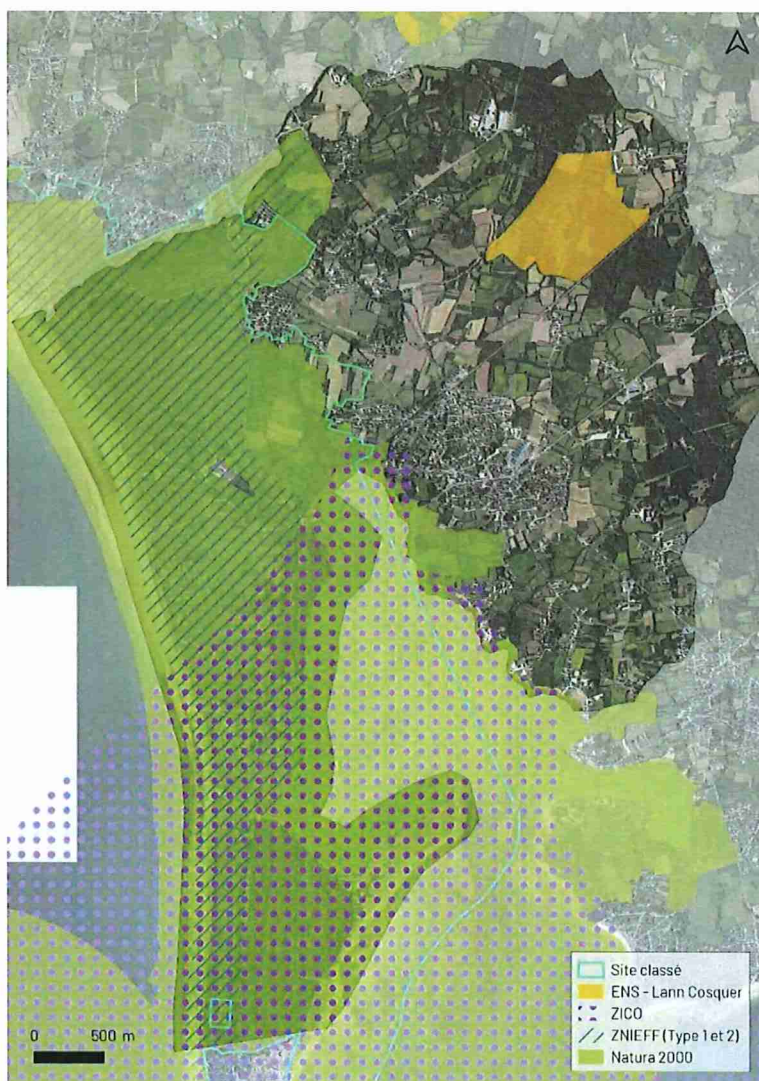 Site classé
ENS - Lann Cosquer
ZICO
ZNIEFF (Type 1 et 2)
Natura 2000
0 500 m